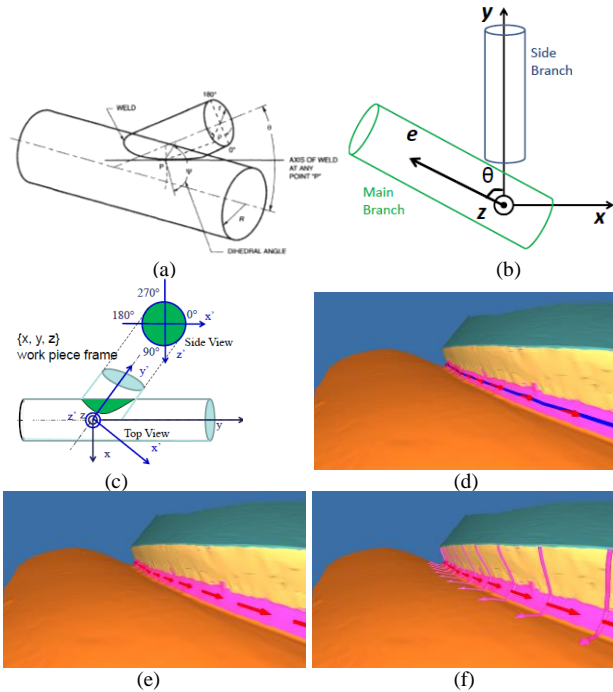 180°
r
P
0°
θ
WELD
P
Ψ
AXIS OF WELD
AT ANY
POINT "P"
R
DIHEDRAL ANGLE
(a)
y
Side
Branch
e
θ
Main
Branch
z
x
(b)
270°
180°
0°
x'
{x, y, z}
work piece frame
Side View
90°
z'
y'
z'
z
y
Top View
x
x'
(c)
(d)
(e)
(f)